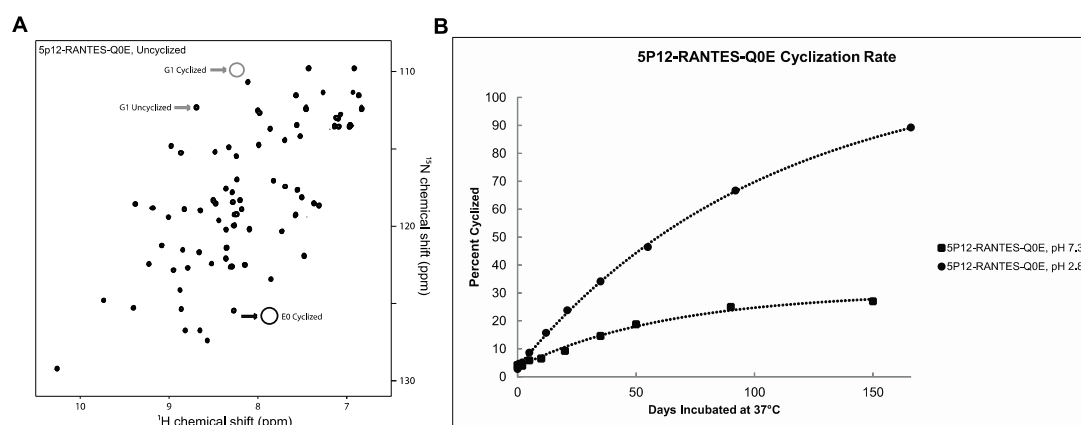 A
5p12-RANTES-Q0E, Uncyclized
G1 Cyclized
G1 Uncyclized
E0 Cyclized
110
120
130
¹⁵N chemical shift (ppm)
10 9 8 7
¹H chemical shift (ppm)
B
5P12-RANTES-Q0E Cyclization Rate
100
90
80
70
60
50
40
30
20
10
0
Percent Cyclized
0 50 100 150
Days Incubated at 37°C
5P12-RANTES-Q0E, pH 7.3
5P12-RANTES-Q0E, pH 2.8